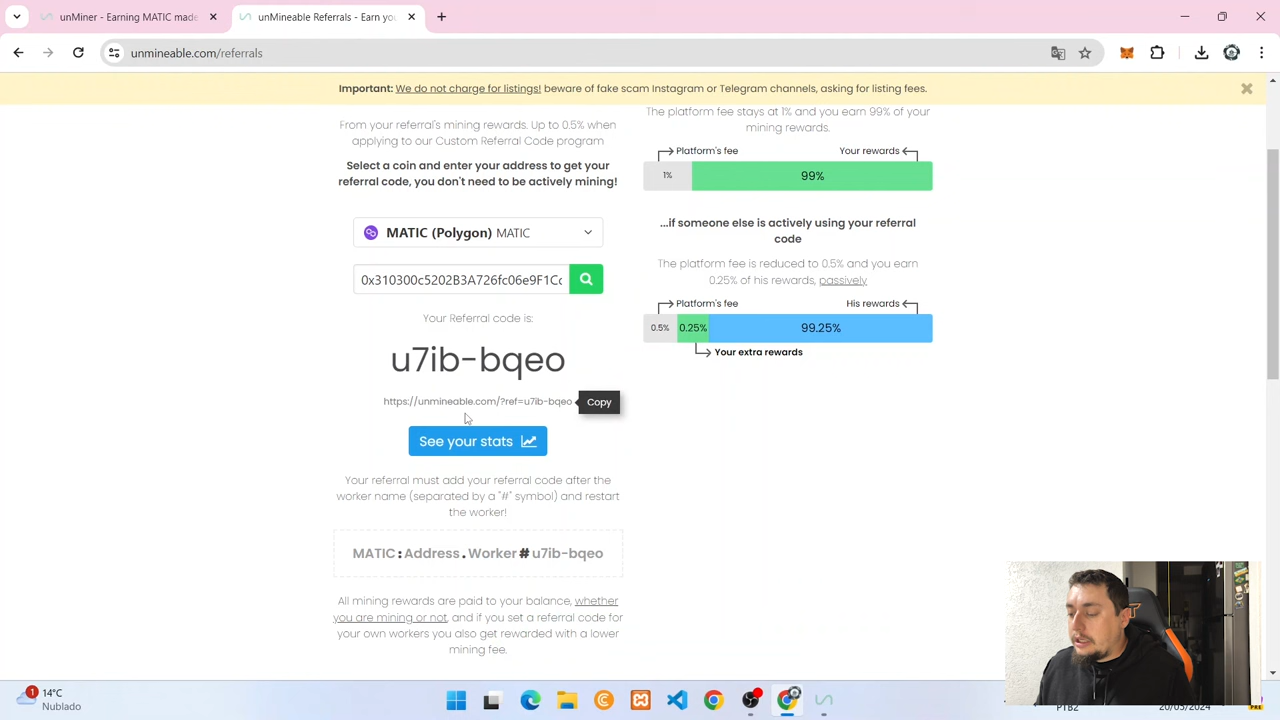 unMiner - Earning MATIC made
unMineable Referrals - Earn you
unmineable.com/referrals
Important: We do not charge for listings! beware of fake scam Instagram or Telegram channels, asking for listing fees.
From your referral's mining rewards. Up to 0.5% when
applying to our Custom Referral Code program
Select a coin and enter your address to get your
referral code, you don't need to be actively mining!
MATIC (Polygon) MATIC
0x310300c5202B3A726fc06e9F1Cc
Your Referral code is:
u7ib-bqeo
https://unmineable.com/?ref=u7ib-bqeo
Copy
See your stats
Your referral must add your referral code after the
worker name (separated by a "#" symbol) and restart
the worker!
MATIC:Address.Worker#u7ib-bqeo
All mining rewards are paid to your balance, whether
you are mining or not, and if you set a referral code for
your own workers you also get rewarded with a lower
mining fee.
The platform fee stays at 1% and you earn 99% of your
mining rewards.
Platform's fee
Your rewards
1%
99%
...if someone else is actively using your referral
code
The platform fee is reduced to 0.5% and you earn
0.25% of his rewards, passively
Platform's fee
His rewards
0.5%
0.25%
99.25%
Your extra rewards
1
14°C
Nublado
PTB2
20/05/2024